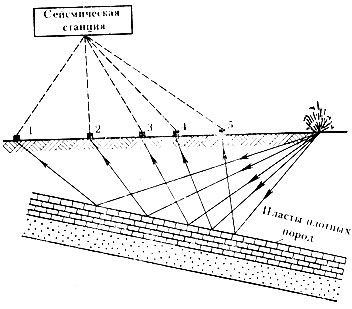 Сейсмическая
станция
1 2 3 4 5
Пласты плотных
пород